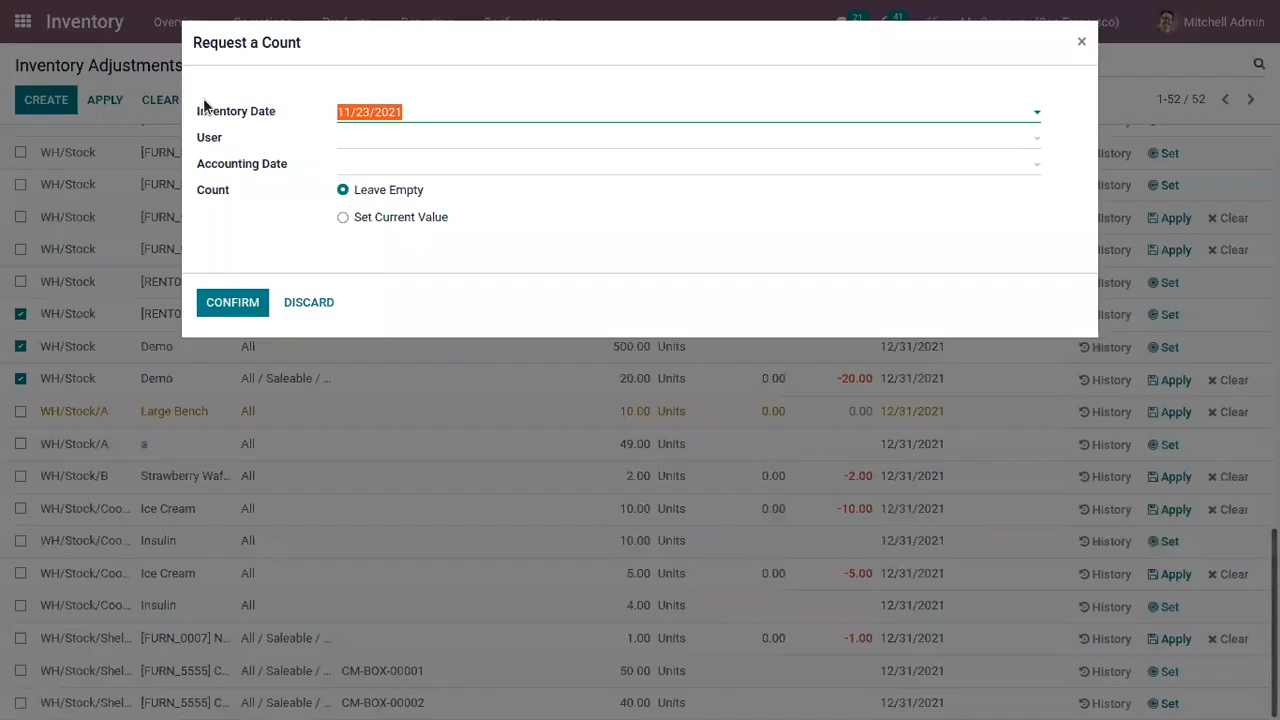 Inventory
21
41
Mitchell Admin
Request a Count ×
Inventory Adjustments
CREATE APPLY CLEAR
1-52 / 52
Inventory Date 11/23/2021
User
Accounting Date
Count Leave Empty
Set Current Value
CONFIRM DISCARD
WH/Stock [FURN_ History Set
WH/Stock [FURN_ History Set
WH/Stock [FURN_ History Apply Clear
WH/Stock [FURN_ History Apply Clear
WH/Stock [RENT0 History Set
WH/Stock [RENT0 History Set
WH/Stock Demo All 500.00 Units 12/31/2021 History Set
WH/Stock Demo All / Saleable / ... 20.00 Units 0.00 -20.00 12/31/2021 History Apply Clear
WH/Stock/A Large Bench All 10.00 Units 0.00 0.00 12/31/2021 History Apply Clear
WH/Stock/A a All 49.00 Units 12/31/2021 History Set
WH/Stock/B Strawberry Waf... All 2.00 Units 0.00 -2.00 12/31/2021 History Apply Clear
WH/Stock/Coo... Ice Cream All 10.00 Units 0.00 -10.00 12/31/2021 History Apply Clear
WH/Stock/Coo... Insulin All 10.00 Units 12/31/2021 History Set
WH/Stock/Coo... Ice Cream All 5.00 Units 0.00 -5.00 12/31/2021 History Apply Clear
WH/Stock/Coo... Insulin All 4.00 Units 12/31/2021 History Set
WH/Stock/Shel... [FURN_0007] N... All / Saleable / ... 1.00 Units 0.00 -1.00 12/31/2021 History Apply Clear
WH/Stock/Shel... [FURN_5555] C... All / Saleable / ... CM-BOX-00001 50.00 Units 12/31/2021 History Set
WH/Stock/Shel... [FURN_5555] C... All / Saleable / ... CM-BOX-00002 40.00 Units 12/31/2021 History Set